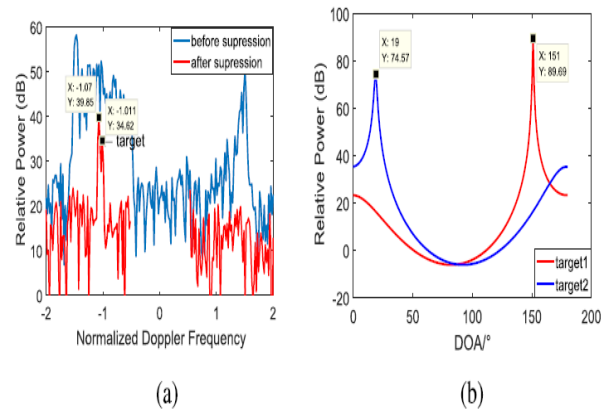 60
50
40
30
20
10
0
Relative Power (dB)
before supression
after supression
X: -1.07
Y: 39.85
X: -1.011
Y: 34.62
target
-2
-1
0
1
2
Normalized Doppler Frequency
(a)
100
80
60
40
20
0
-20
Relative Power (dB)
X: 19
Y: 74.57
X: 151
Y: 89.69
target1
target2
0
50
100
150
200
DOA/°
(b)